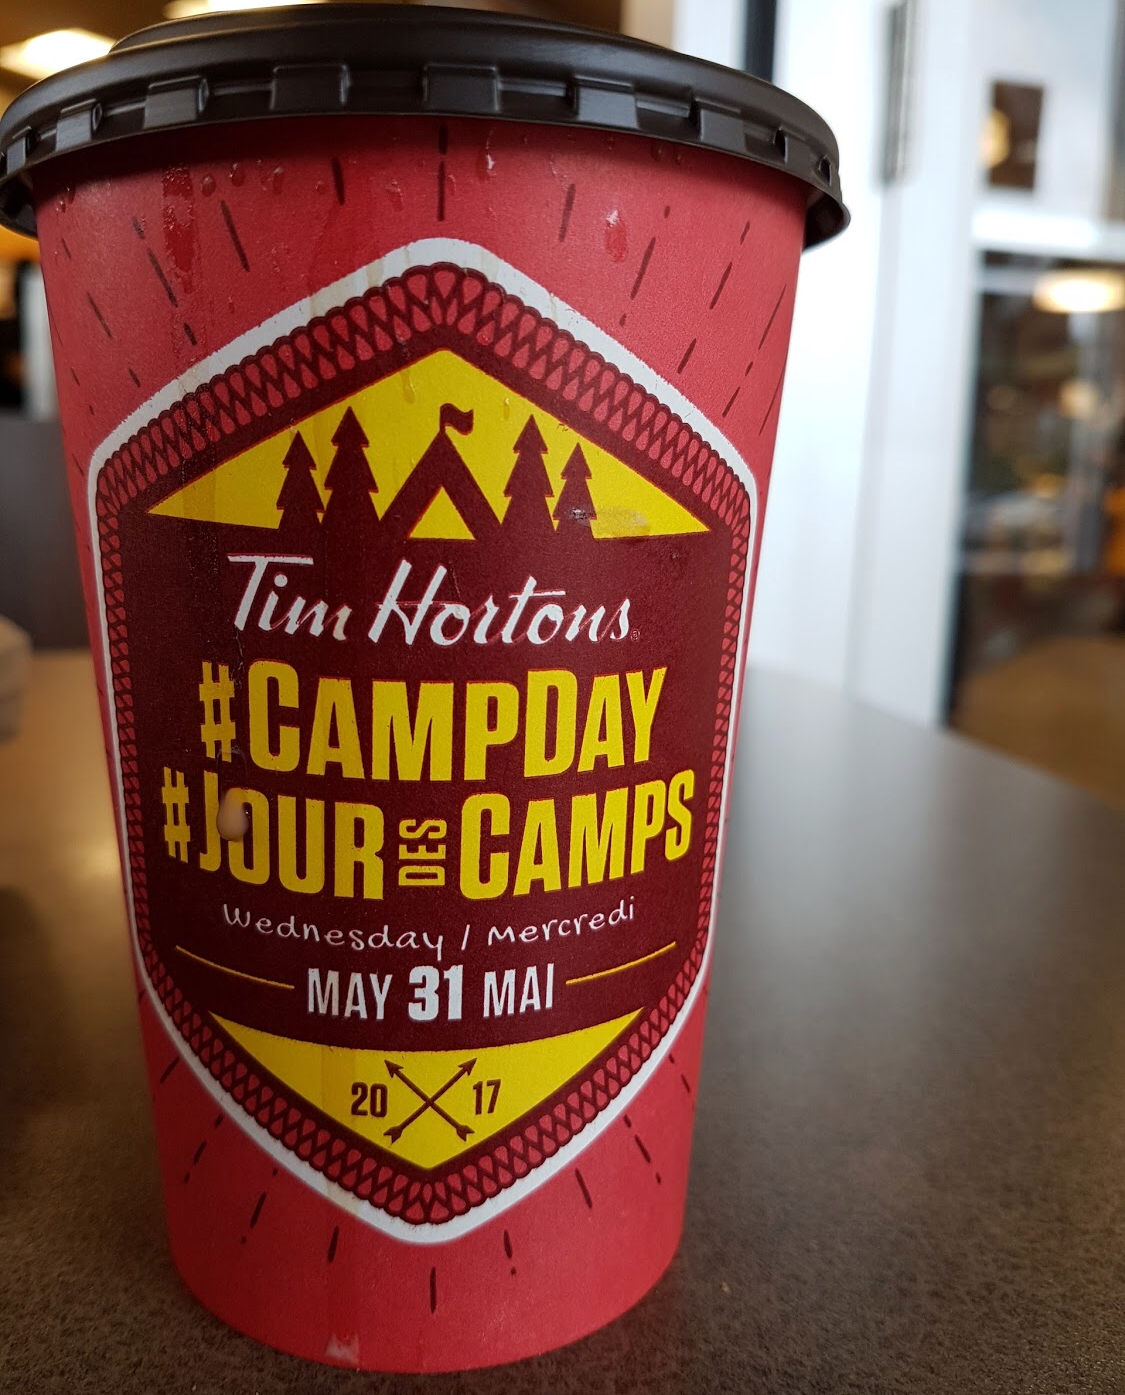 Tim Hortons®
#CAMPDAY
#JOUR DES CAMPS
Wednesday / Mercredi
MAY 31 MAI
20 17